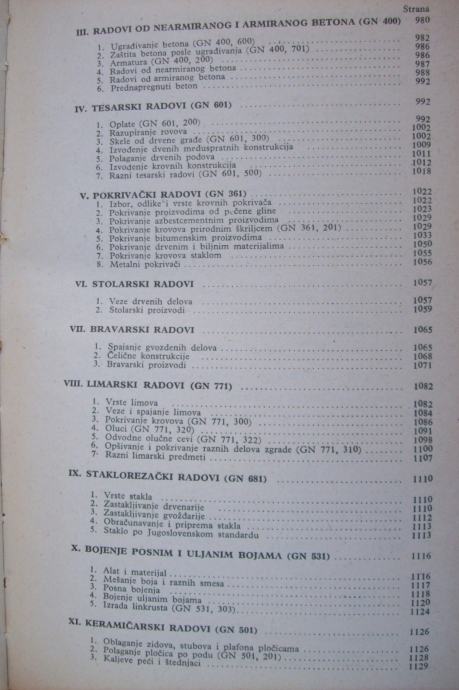 Strana
III. RADOVI OD NEARMIRANOG I ARMIRANOG BETONA (GN 400) 980
1. Ugrađivanje betona (GN 400, 600) 982
2. Zaštita betona posle ugrađivanja (GN 400, 701) 986
3. Armatura (GN 400, 200) 986
4. Radovi od nearmiranog betona 987
5. Radovi od armiranog betona 988
6. Prednapregnuti beton 992
IV. TESARSKI RADOVI (GN 601) 992
1. Oplate (GN 601, 200) 992
2. Razupiranje rovova 1002
3. Skele od drvene građe (GN 601, 300) 1002
4. Izvođenje dvenih međuspratnih konstrukcija 1009
5. Polaganje drvenih podova 1011
6. Izvođenje krovnih konstrukcija 1012
7. Razni tesarski radovi (GN 601, 500) 1018
V. POKRIVAČKI RADOVI (GN 361) 1022
1. Izbor, odlike i vrste krovnih pokrivača 1022
2. Pokrivanje proizvodima od pečene gline 1023
3. Pokrivanje azbestcementnim proizvodima 1029
4. Pokrivanje krovova prirodnim škriljcem (GN 361, 201) 1029
5. Pokrivanje bitumenskim proizvodima 1033
6. Pokrivanje drvenim i biljnim materijalima 1050
7. Pokrivanje krovova staklom 1055
8. Metalni pokrivači 1056
VI. STOLARSKI RADOVI 1057
1. Veze drvenih delova 1057
2. Stolarski proizvodi 1059
VII. BRAVARSKI RADOVI 1065
1. Spajanje gvozdenih delova 1065
2. Čelične konstrukcije 1068
3. Bravarski proizvodi 1071
VIII. LIMARSKI RADOVI (GN 771) 1082
1. Vrste limova 1082
2. Veze i spajanje limova 1084
3. Pokrivanje krovova (GN 771, 300) 1086
4. Oluci (GN 771, 320) 1091
5. Odvodne olučne cevi (GN 771, 322) 1098
6. Opšivanje i pokrivanje raznih delova zgrade (GN 771, 310) 1100
7. Razni limarski predmeti 1107
IX. STAKLOREZAČKI RADOVI (GN 681) 1110
1. Vrste stakla 1110
2. Zastakljivanje drvenarije 1110
3. Zastakljivanje gvožđarije 1112
4. Obračunavanje i priprema stakla 1113
5. Staklo po Jugoslovenskom standardu 1113
X. BOJENJE POSNIM I ULJANIM BOJAMA (GN 531) 1116
1. Alat i materijal 1116
2. Mešanje boja i raznih smesa 1117
3. Posna bojenja 1118
4. Bojenje uljanim bojama 1120
5. Izrada linkrusta (GN 531, 303) 1124
XI. KERAMIČARSKI RADOVI (GN 501) 1126
1. Oblaganje zidova, stubova i plafona pločicama 1126
2. Polaganje pločica po podu (GN 501, 201) 1128
3. Kaljeve peći i štednjaci 1129